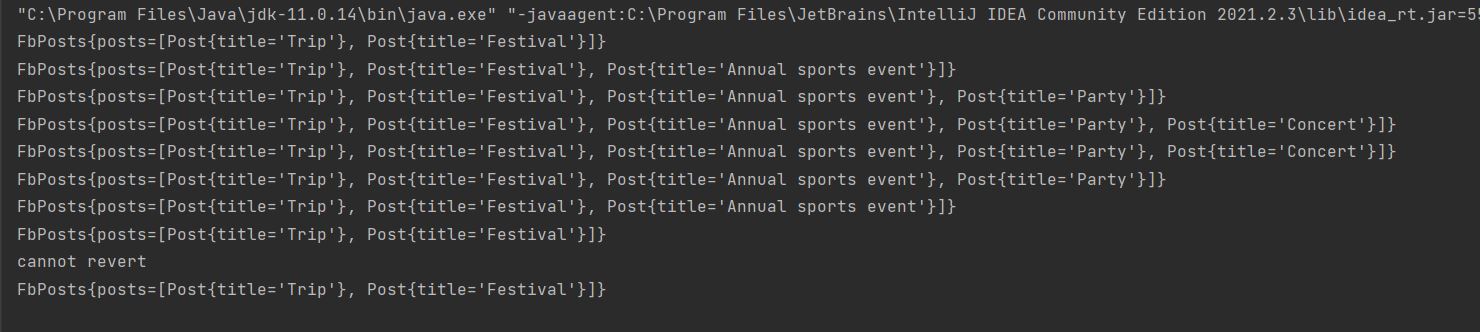 "C:\Program Files\Java\jdk-11.0.14\bin\java.exe" "-javaagent:C:\Program Files\JetBrains\IntelliJ IDEA Community Edition 2021.2.3\lib\idea_rt.jar=55
FbPosts{posts=[Post{title='Trip'}, Post{title='Festival'}]}
FbPosts{posts=[Post{title='Trip'}, Post{title='Festival'}, Post{title='Annual sports event'}]}
FbPosts{posts=[Post{title='Trip'}, Post{title='Festival'}, Post{title='Annual sports event'}, Post{title='Party'}]}
FbPosts{posts=[Post{title='Trip'}, Post{title='Festival'}, Post{title='Annual sports event'}, Post{title='Party'}, Post{title='Concert'}]}
FbPosts{posts=[Post{title='Trip'}, Post{title='Festival'}, Post{title='Annual sports event'}, Post{title='Party'}, Post{title='Concert'}]}
FbPosts{posts=[Post{title='Trip'}, Post{title='Festival'}, Post{title='Annual sports event'}, Post{title='Party'}]}
FbPosts{posts=[Post{title='Trip'}, Post{title='Festival'}, Post{title='Annual sports event'}]}
FbPosts{posts=[Post{title='Trip'}, Post{title='Festival'}]}
cannot revert
FbPosts{posts=[Post{title='Trip'}, Post{title='Festival'}]}